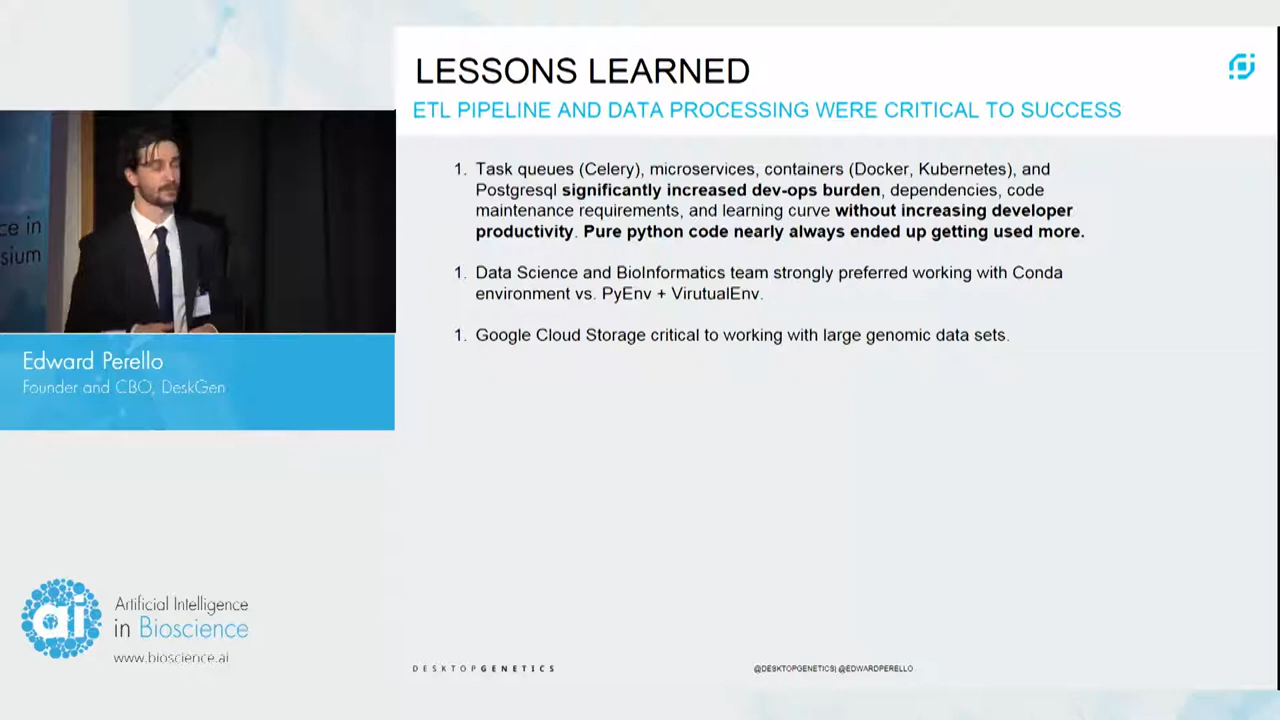 LESSONS LEARNED
ETL PIPELINE AND DATA PROCESSING WERE CRITICAL TO SUCCESS
1. Task queues (Celery), microservices, containers (Docker, Kubernetes), and
Postgresql significantly increased dev-ops burden, dependencies, code
maintenance requirements, and learning curve without increasing developer
productivity. Pure python code nearly always ended up getting used more.
1. Data Science and BioInformatics team strongly preferred working with Conda
environment vs. PyEnv + VirutualEnv.
1. Google Cloud Storage critical to working with large genomic data sets.
ce in
sium
Edward Perello
Founder and CBO, DeskGen
ai
Artificial Intelligence
in Bioscience
www.bioscience.ai
DESKTOPGENETICS
@DESKTOPGENETICS| @EDWARDPERELLO